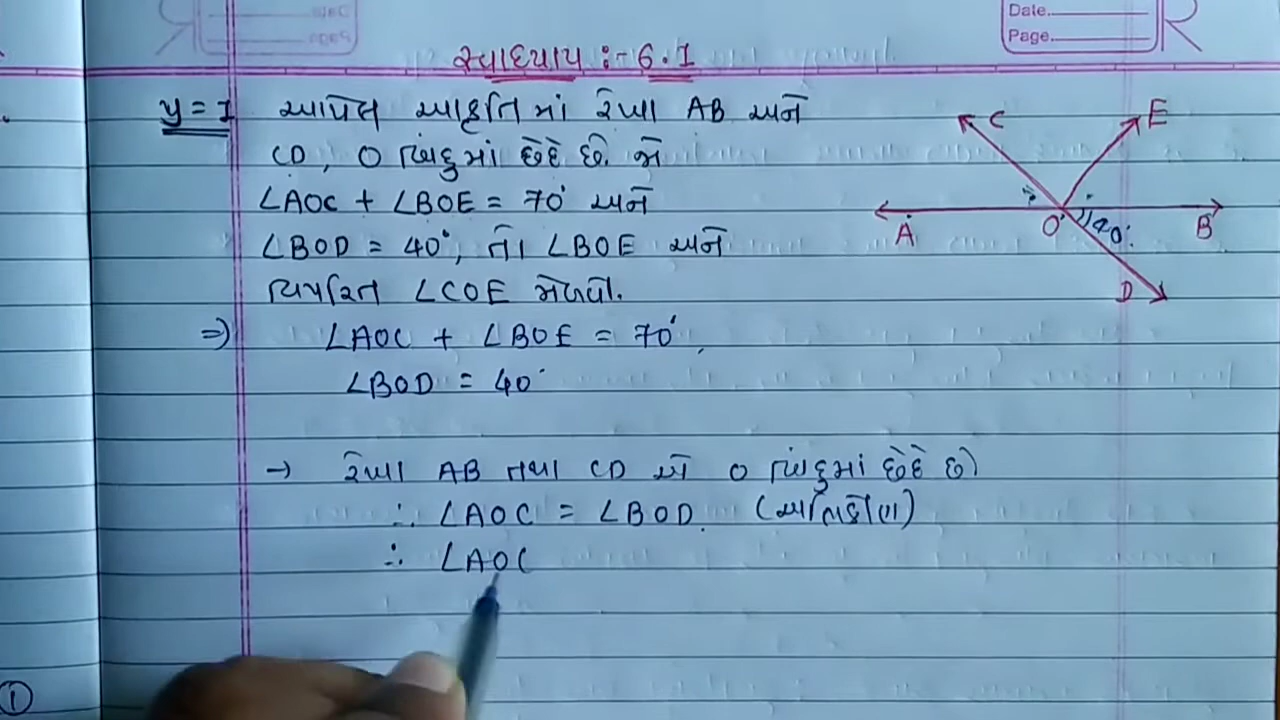 Date
Page
સ્વાધ્યાય :- 6.1
y = I આપેલ આકૃતિ માં રેખા AB અને
CD, O બિંદુમાં છેદે છે. જો
∠AOC + ∠BOE = 70° અને
∠BOD = 40°, તો ∠BOE અને
વિપરિત ∠COE મેળવો.
⇒) ∠AOC + ∠BOE = 70°,
∠BOD = 40°
→ રેખા AB તથા CD એ O બિંદુમાં છેદે છે
∴ ∠AOC = ∠BOD. (અભિકોણ)
∴ ∠AOC
C
E
A
O
40°
B
D
1